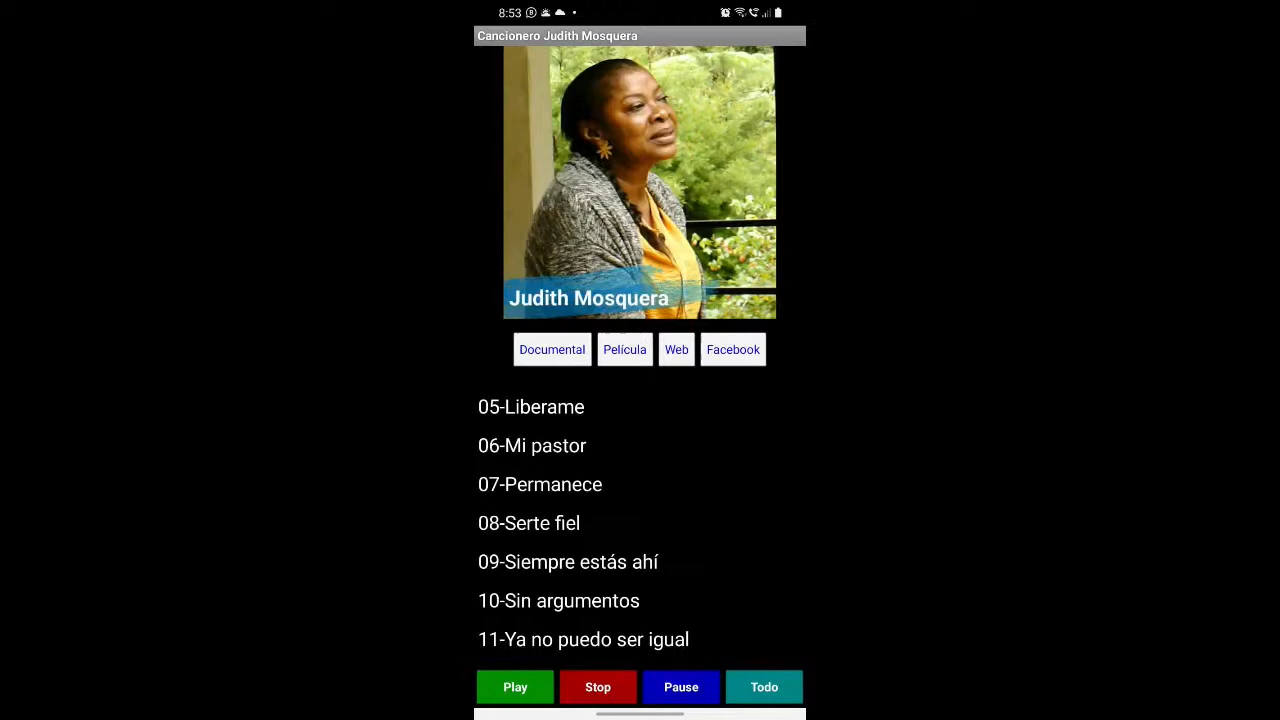 8:53
Cancionero Judith Mosquera
Judith Mosquera
Documental Película Web Facebook
05-Liberame
06-Mi pastor
07-Permanece
08-Serte fiel
09-Siempre estás ahí
10-Sin argumentos
11-Ya no puedo ser igual
Play Stop Pause Todo